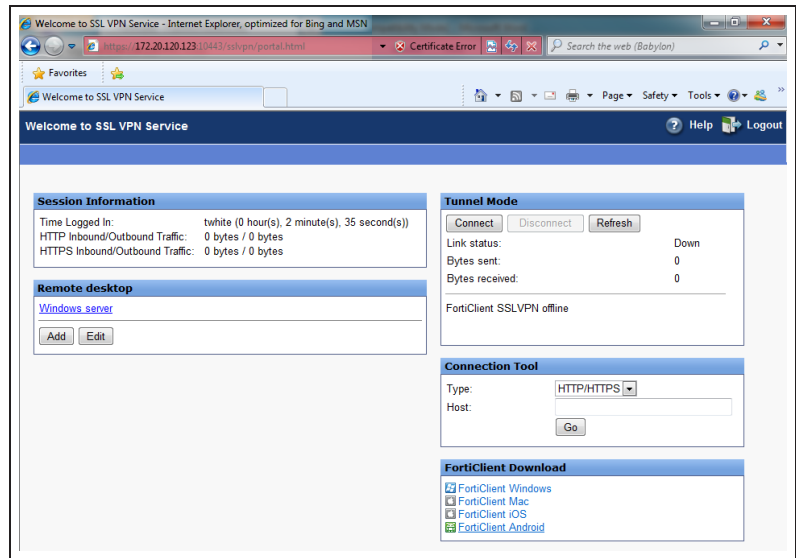 Welcome to SSL VPN Service - Internet Explorer, optimized for Bing and MSN
https://172.20.120.123:10443/sslvpn/portal.html
Certificate Error
Search the web (Babylon)
Favorites
Welcome to SSL VPN Service
Page Safety Tools »
Welcome to SSL VPN Service
Help Logout
Session Information
Time Logged In: twhite (0 hour(s), 2 minute(s), 35 second(s))
HTTP Inbound/Outbound Traffic: 0 bytes / 0 bytes
HTTPS Inbound/Outbound Traffic: 0 bytes / 0 bytes
Remote desktop
Windows server
Add Edit
Tunnel Mode
Connect Disconnect Refresh
Link status: Down
Bytes sent: 0
Bytes received: 0
FortiClient SSLVPN offline
Connection Tool
Type: HTTP/HTTPS
Host:
Go
FortiClient Download
FortiClient Windows
FortiClient Mac
FortiClient iOS
FortiClient Android